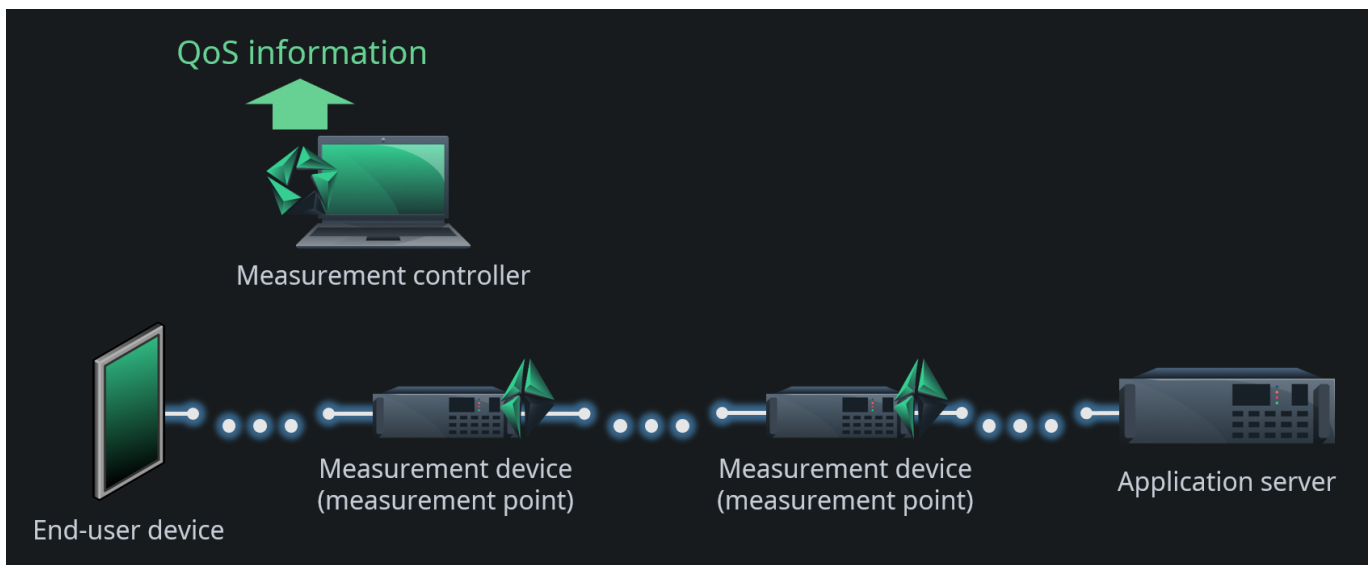 QoS information
Measurement controller
Measurement device
(measurement point)
Measurement device
(measurement point)
Application server
End-user device